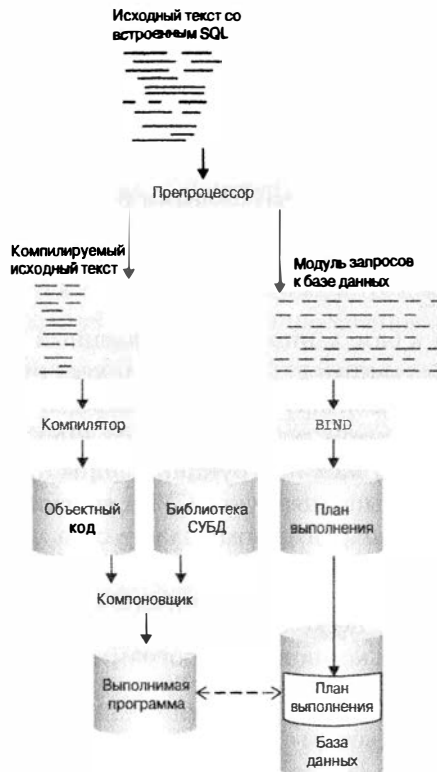 Исходный текст со
встроенным SQL
Препроцессор
Компилируемый
исходный текст
Модуль запросов
к базе данных
Компилятор
BIND
Объектный
код
Библиотека
СУБД
План
выполнения
Компоновщик
Выполнимая
программа
План
выполнения
База
данных